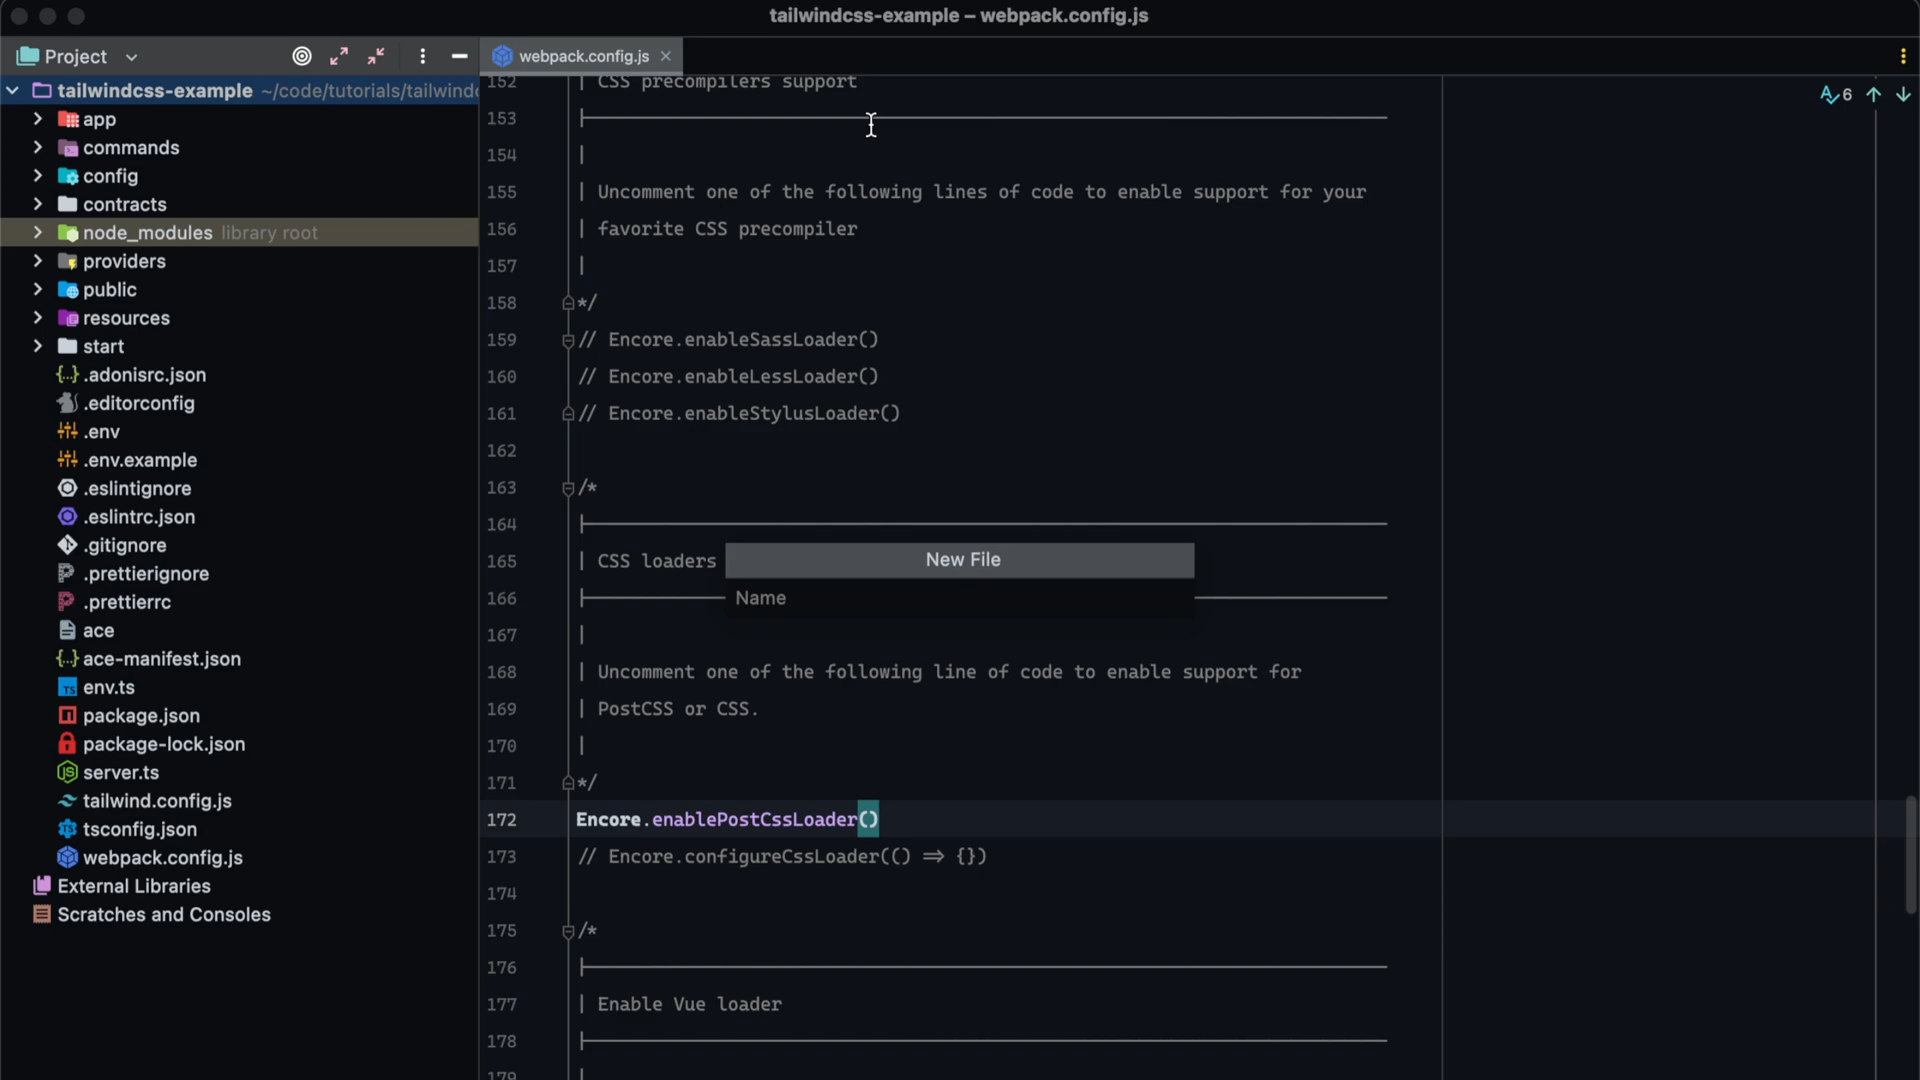 tailwindcss-example – webpack.config.js
Project
webpack.config.js
tailwindcss-example ~/code/tutorials/tailwindc
app
commands
config
contracts
node_modules library root
providers
public
resources
start
.adonisrc.json
.editorconfig
.env
.env.example
.eslintignore
.eslintrc.json
.gitignore
.prettierignore
.prettierrc
ace
ace-manifest.json
env.ts
package.json
package-lock.json
server.ts
tailwind.config.js
tsconfig.json
webpack.config.js
External Libraries
Scratches and Consoles
6
152 | CSS precompilers support
153
154 |
155 | Uncomment one of the following lines of code to enable support for your
156 | favorite CSS precompiler
157 |
158 */
159 // Encore.enableSassLoader()
160 // Encore.enableLessLoader()
161 // Encore.enableStylusLoader()
162
163 /*
164
165 | CSS loaders
166
167 |
168 | Uncomment one of the following line of code to enable support for
169 | PostCSS or CSS.
170 |
171 */
172 Encore.enablePostCssLoader()
173 // Encore.configureCssLoader(() => {})
174
175 /*
176
177 | Enable Vue loader
178
179 |
New File
Name